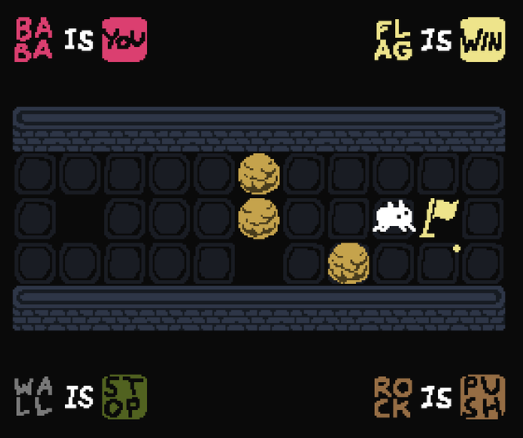 BABA IS YOU
FLAG IS WIN
WALL IS STOP
ROCK IS PUSH